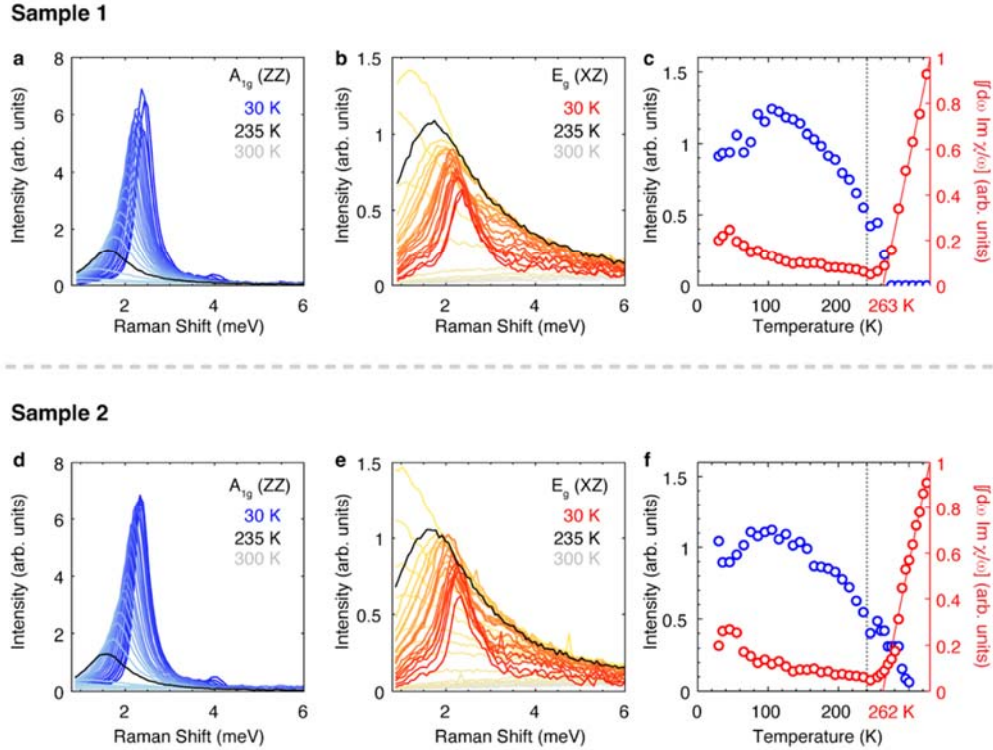 Sample 1
a
A1g (ZZ)
30 K
235 K
300 K
Intensity (arb. units)
8
6
4
2
0
2 4 6
Raman Shift (meV)
b
Eg (XZ)
30 K
235 K
300 K
Intensity (arb. units)
1.5
1
0.5
0
2 4 6
Raman Shift (meV)
c
Intensity (arb. units)
1.5
1
0.5
0
0 100 200 263 K
Temperature (K)
1
0.8
0.6
0.4
0.2
0
[∫dω Im χ/ω] (arb. units)
Sample 2
d
A1g (ZZ)
30 K
235 K
300 K
Intensity (arb. units)
8
6
4
2
0
2 4 6
Raman Shift (meV)
e
Eg (XZ)
30 K
235 K
300 K
Intensity (arb. units)
1.5
1
0.5
0
2 4 6
Raman Shift (meV)
f
Intensity (arb. units)
1.5
1
0.5
0
0 100 200 262 K
Temperature (K)
1
0.8
0.6
0.4
0.2
0
[∫dω Im χ/ω] (arb. units)